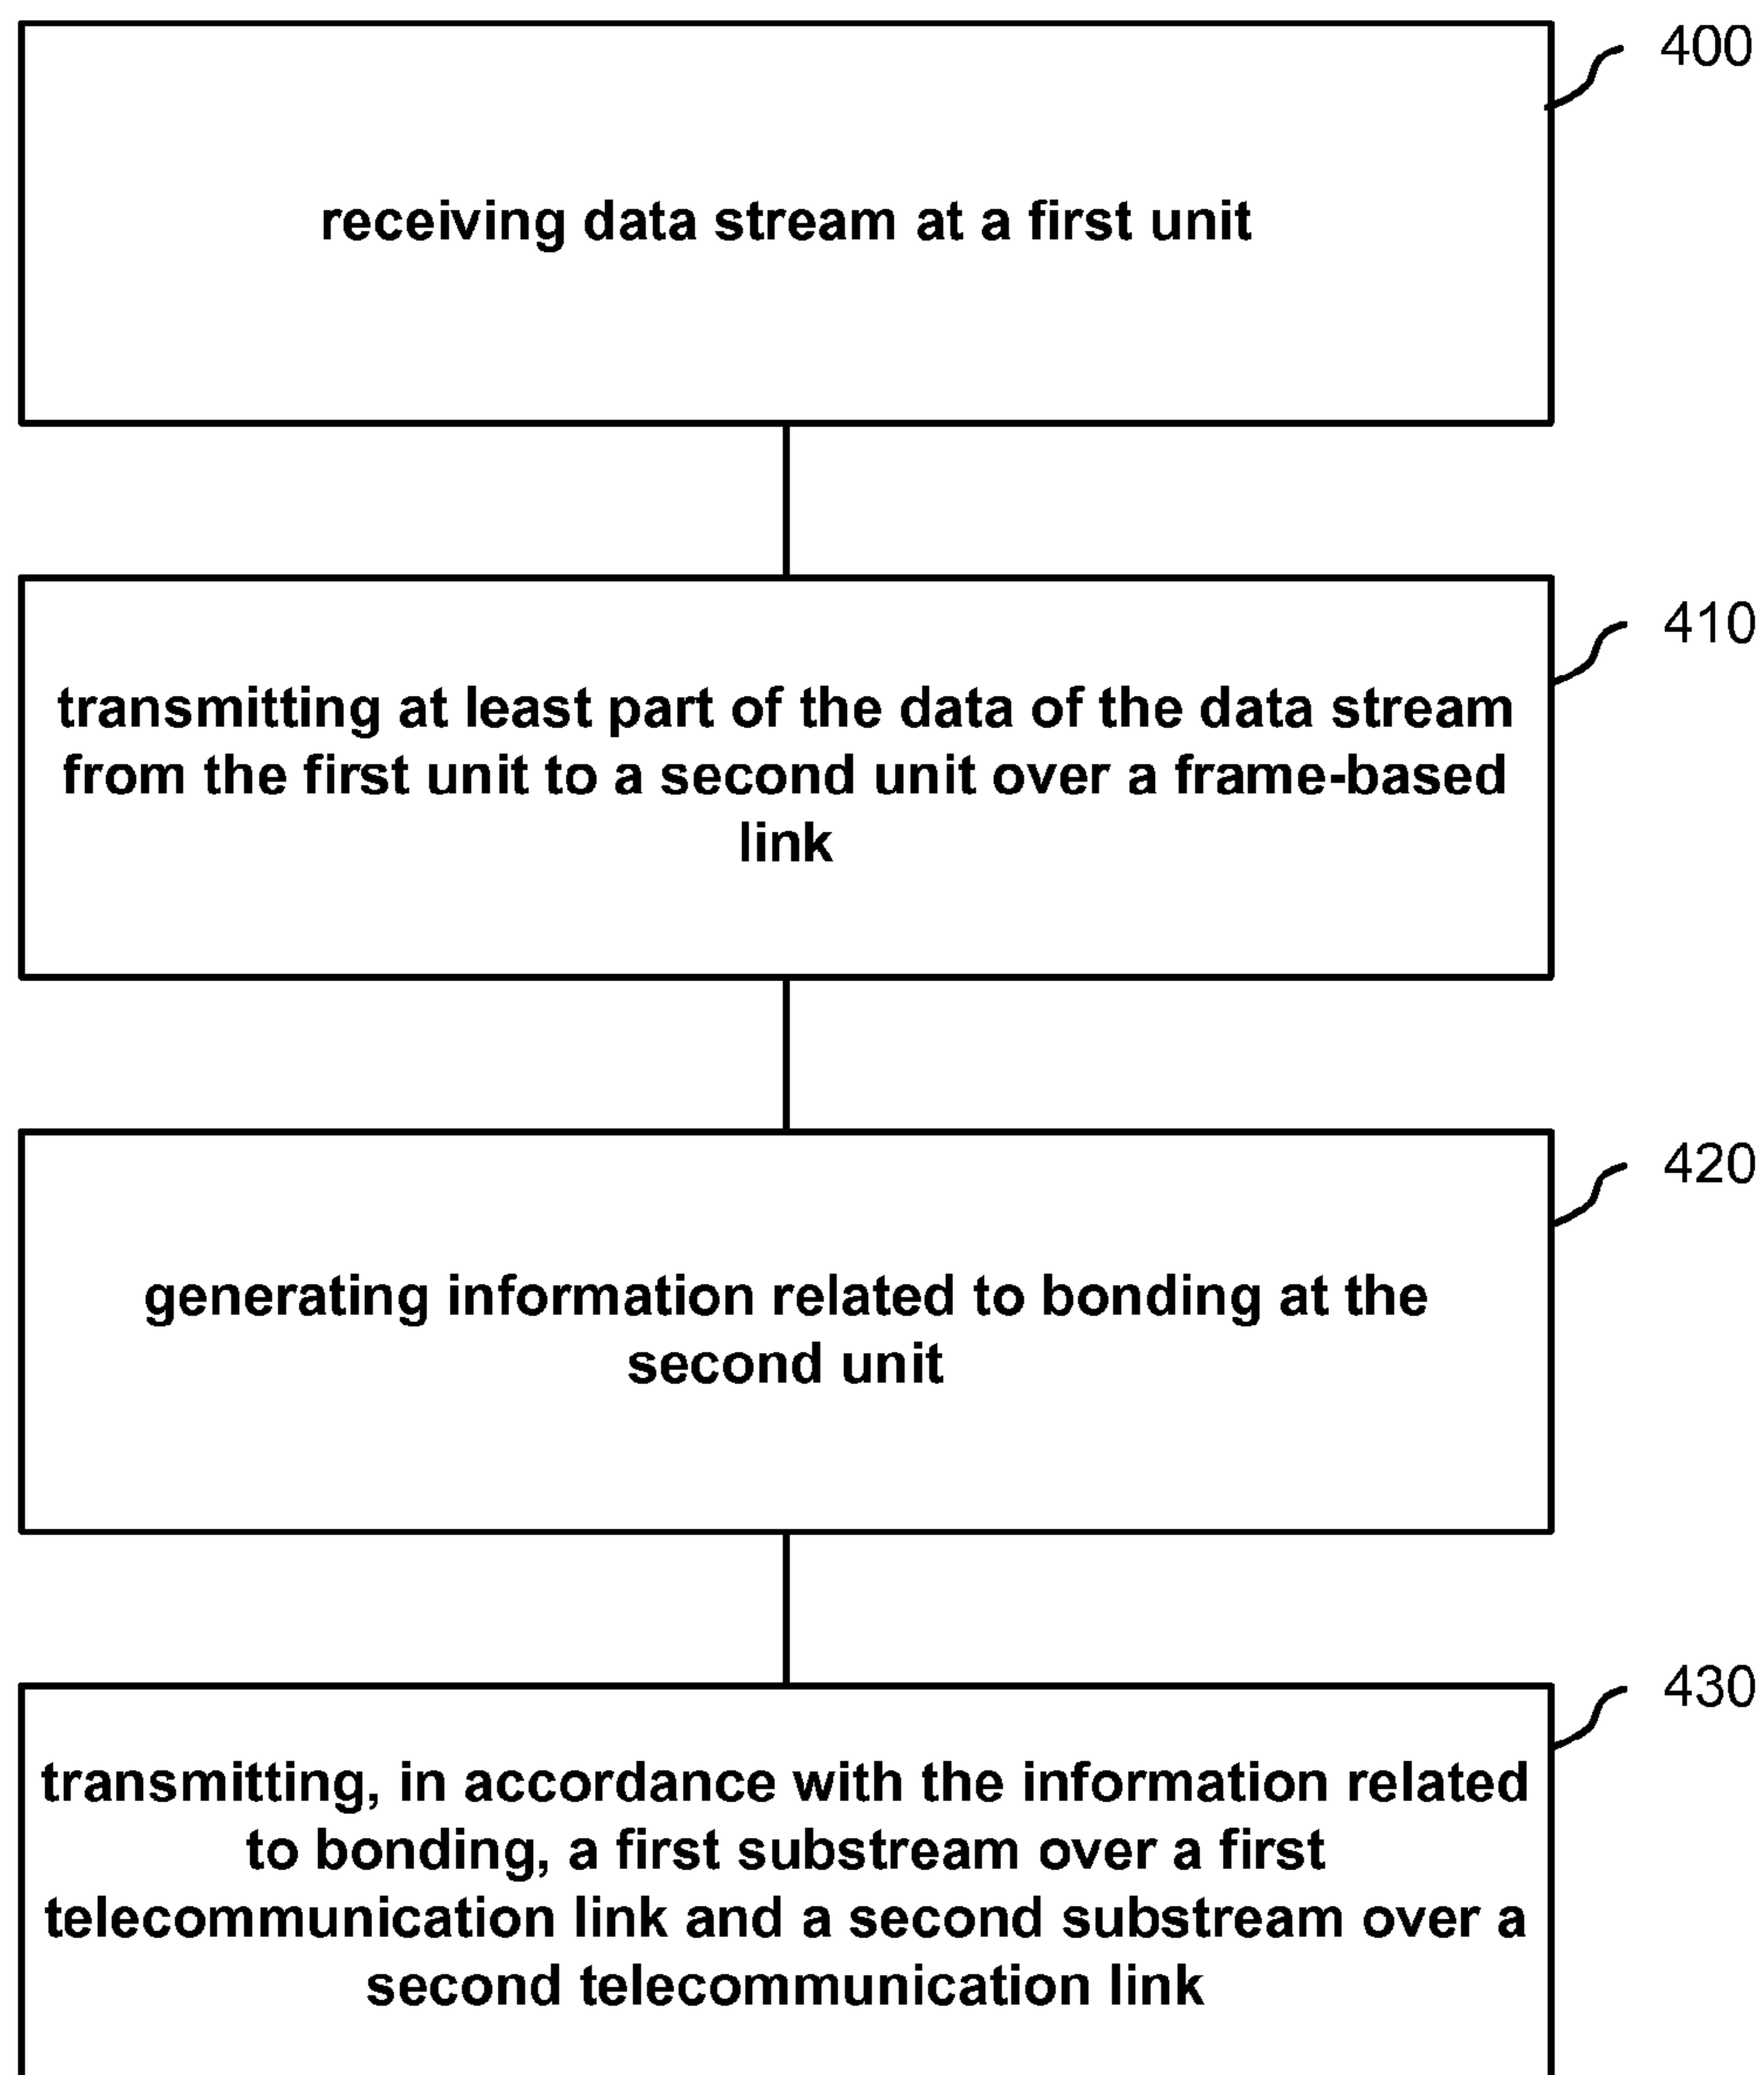 400
receiving data stream at a first unit
410
transmitting at least part of the data of the data stream
from the first unit to a second unit over a frame-based
link
420
generating information related to bonding at the
second unit
430
transmitting, in accordance with the information related
to bonding, a first substream over a first
telecommunication link and a second substream over a
second telecommunication link